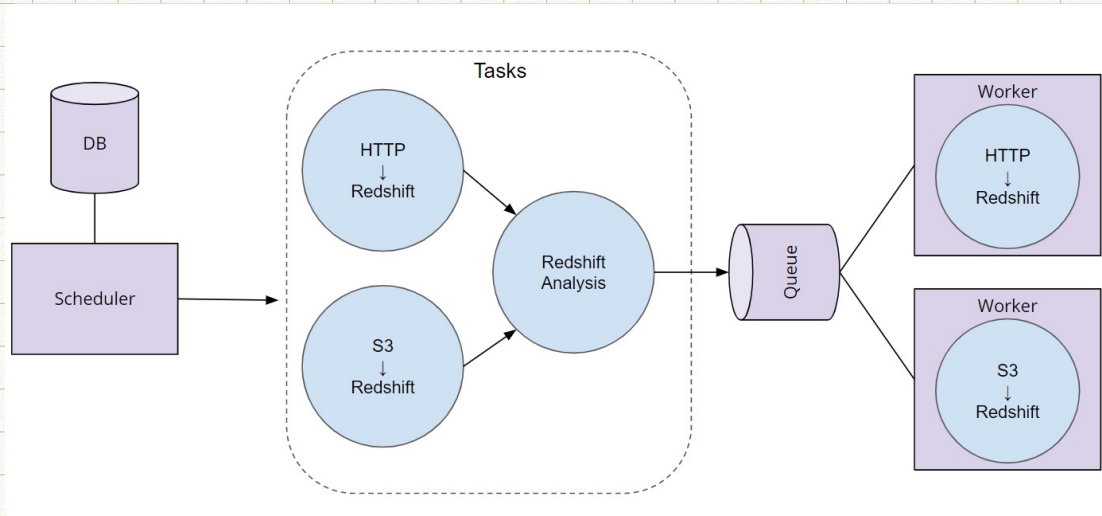 DB
Scheduler
Tasks
HTTP
↓
Redshift
S3
↓
Redshift
Redshift
Analysis
Queue
Worker
HTTP
↓
Redshift
Worker
S3
↓
Redshift